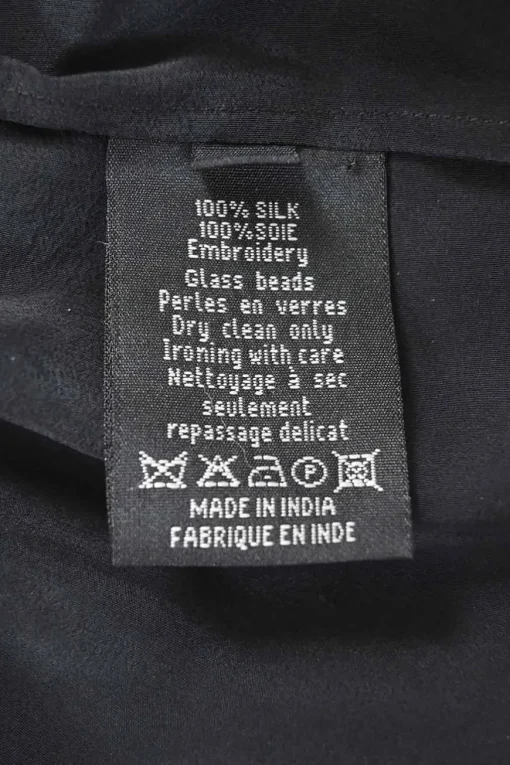 100% SILK
100%SOIE
Embroidery
Glass beads
Perles en verres
Dry clean only
Ironing with care
Nettoyage à sec
seulement
repassage delicat
P
MADE IN INDIA
FABRIQUE EN INDE